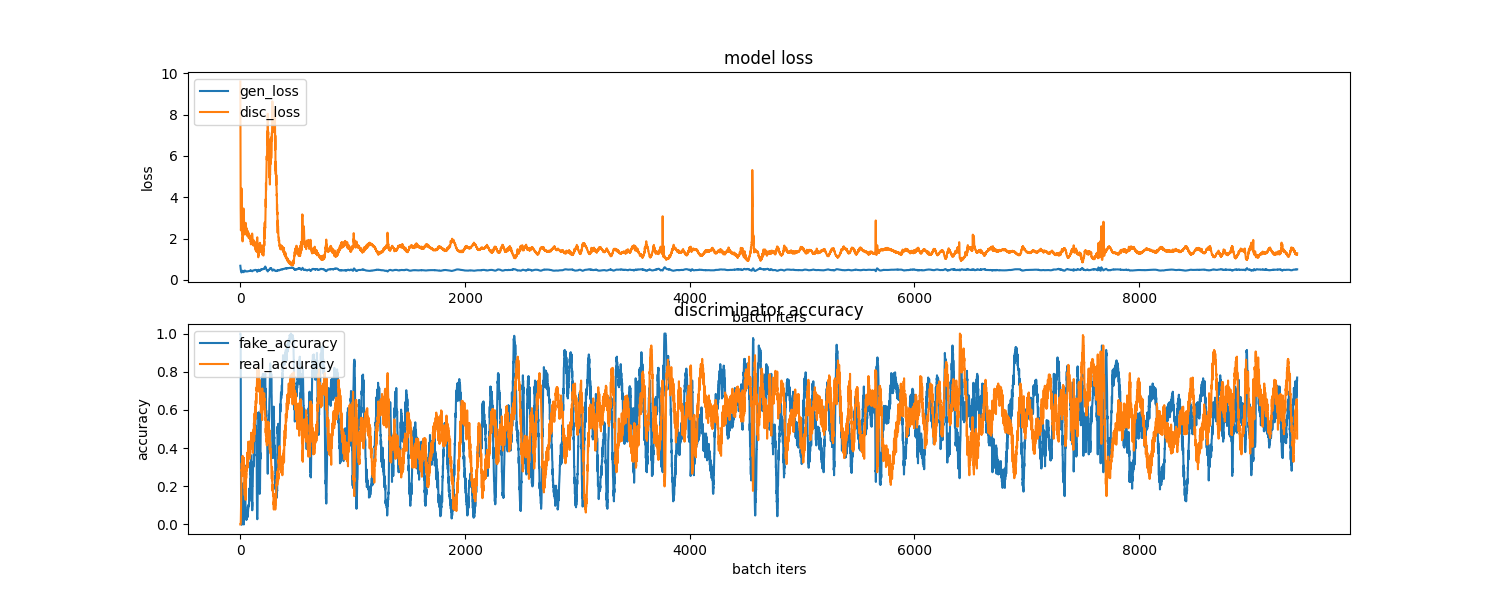 model loss
10
8
6
4
2
0
loss
gen_loss
disc_loss
0
2000
4000
6000
8000
batch iters
discriminator accuracy
1.0
0.8
0.6
0.4
0.2
0.0
accuracy
fake_accuracy
real_accuracy
0
2000
4000
6000
8000
batch iters